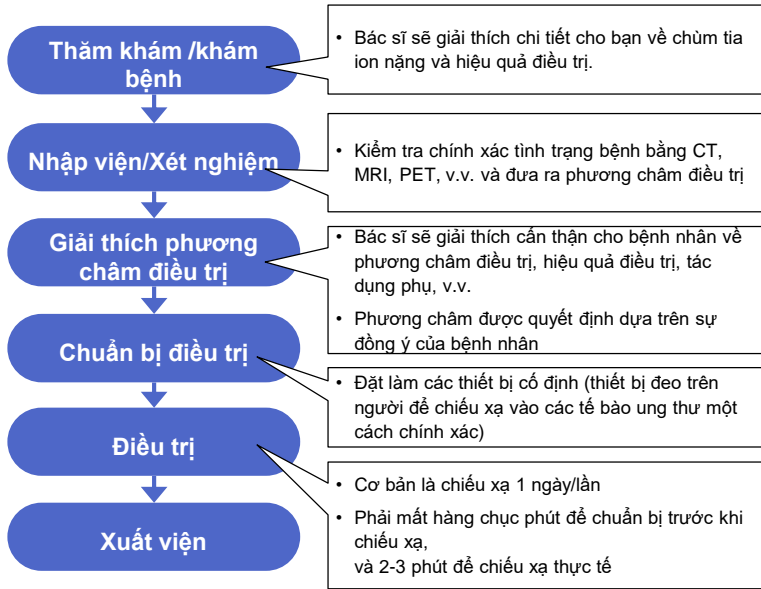 Thăm khám /khám
bệnh
• Bác sĩ sẽ giải thích chi tiết cho bạn về chùm tia
ion nặng và hiệu quả điều trị.
Nhập viện/Xét nghiệm
• Kiểm tra chính xác tình trạng bệnh bằng CT,
MRI, PET, v.v. và đưa ra phương châm điều trị
Giải thích phương
châm điều trị
• Bác sĩ sẽ giải thích cẩn thận cho bệnh nhân về
phương châm điều trị, hiệu quả điều trị, tác
dụng phụ, v.v.
• Phương châm được quyết định dựa trên sự
đồng ý của bệnh nhân
Chuẩn bị điều trị
• Đặt làm các thiết bị cố định (thiết bị đeo trên
người để chiếu xạ vào các tế bào ung thư một
cách chính xác)
Điều trị
• Cơ bản là chiếu xạ 1 ngày/lần
• Phải mất hàng chục phút để chuẩn bị trước khi
chiếu xạ,
và 2-3 phút để chiếu xạ thực tế
Xuất viện